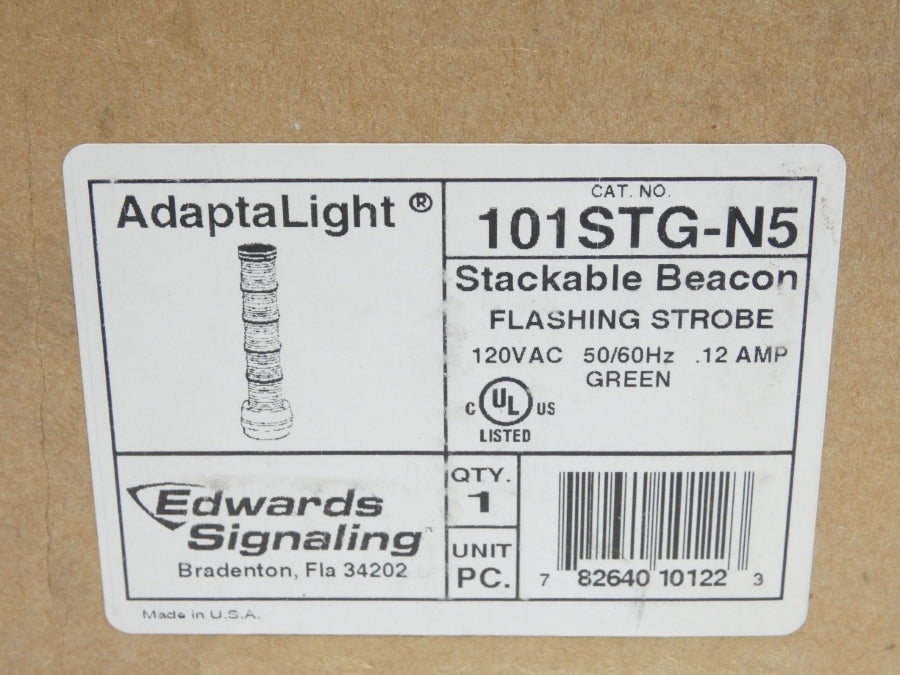 AdaptaLight ®
CAT. NO.
101STG-N5
Stackable Beacon
FLASHING STROBE
120VAC 50/60Hz .12 AMP
GREEN
C UL US
LISTED
Edwards
Signaling
Bradenton, Fla 34202
QTY.
1
UNIT
PC.
7 82640 10122 3
Made in U.S.A.